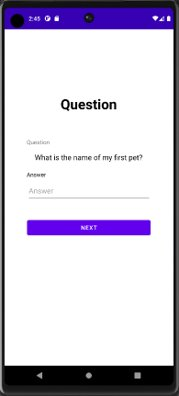 2:45
Question
Question
What is the name of my first pet?
Answer
Answer
NEXT